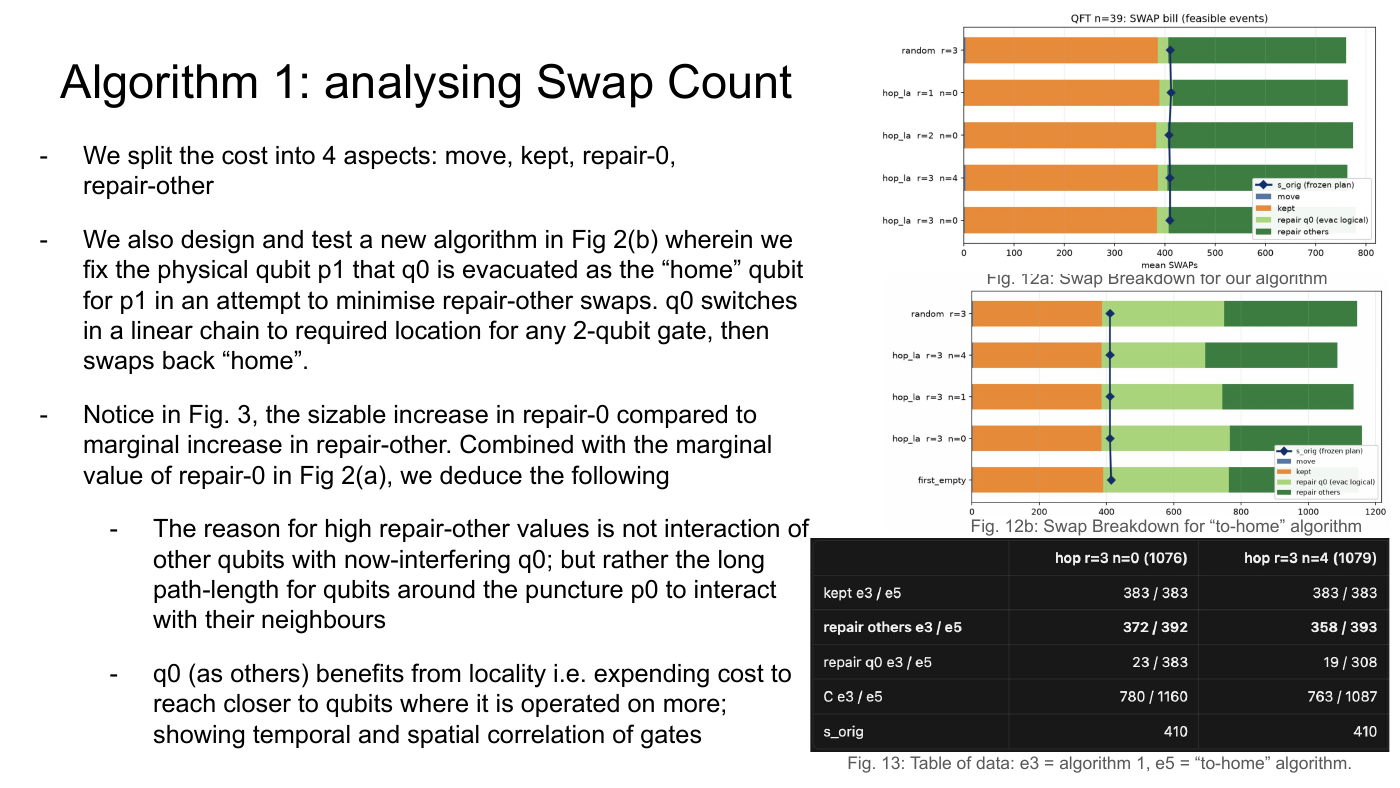 Algorithm 1: analysing Swap Count
- We split the cost into 4 aspects: move, kept, repair-0,
repair-other
- We also design and test a new algorithm in Fig 2(b) wherein we
fix the physical qubit p1 that q0 is evacuated as the “home” qubit
for p1 in an attempt to minimise repair-other swaps. q0 switches
in a linear chain to required location for any 2-qubit gate, then
swaps back “home”.
- Notice in Fig. 3, the sizable increase in repair-0 compared to
marginal increase in repair-other. Combined with the marginal
value of repair-0 in Fig 2(a), we deduce the following
- The reason for high repair-other values is not interaction of
other qubits with now-interfering q0; but rather the long
path-length for qubits around the puncture p0 to interact
with their neighbours
- q0 (as others) benefits from locality i.e. expending cost to
reach closer to qubits where it is operated on more;
showing temporal and spatial correlation of gates
QFT n=39: SWAP bill (feasible events)
random r=3
hop_la r=1 n=0
hop_la r=2 n=0
hop_la r=3 n=4
hop_la r=3 n=0
s_orig (frozen plan)
move
kept
repair q0 (evac logical)
repair others
0 100 200 300 400 500 600 700 800
mean SWAPs
Fig. 12a: Swap Breakdown for our algorithm
random r=3
hop_la r=3 n=4
hop_la r=3 n=1
hop_la r=3 n=0
first_empty
s_orig (frozen plan)
move
kept
repair q0 (evac logical)
repair others
0 200 400 600 800 1000 1200
Fig. 12b: Swap Breakdown for “to-home” algorithm
hop r=3 n=0 (1076) hop r=3 n=4 (1079)
kept e3 / e5 383 / 383 383 / 383
repair others e3 / e5 372 / 392 358 / 393
repair q0 e3 / e5 23 / 383 19 / 308
C e3 / e5 780 / 1160 763 / 1087
s_orig 410 410
Fig. 13: Table of data: e3 = algorithm 1, e5 = “to-home” algorithm.